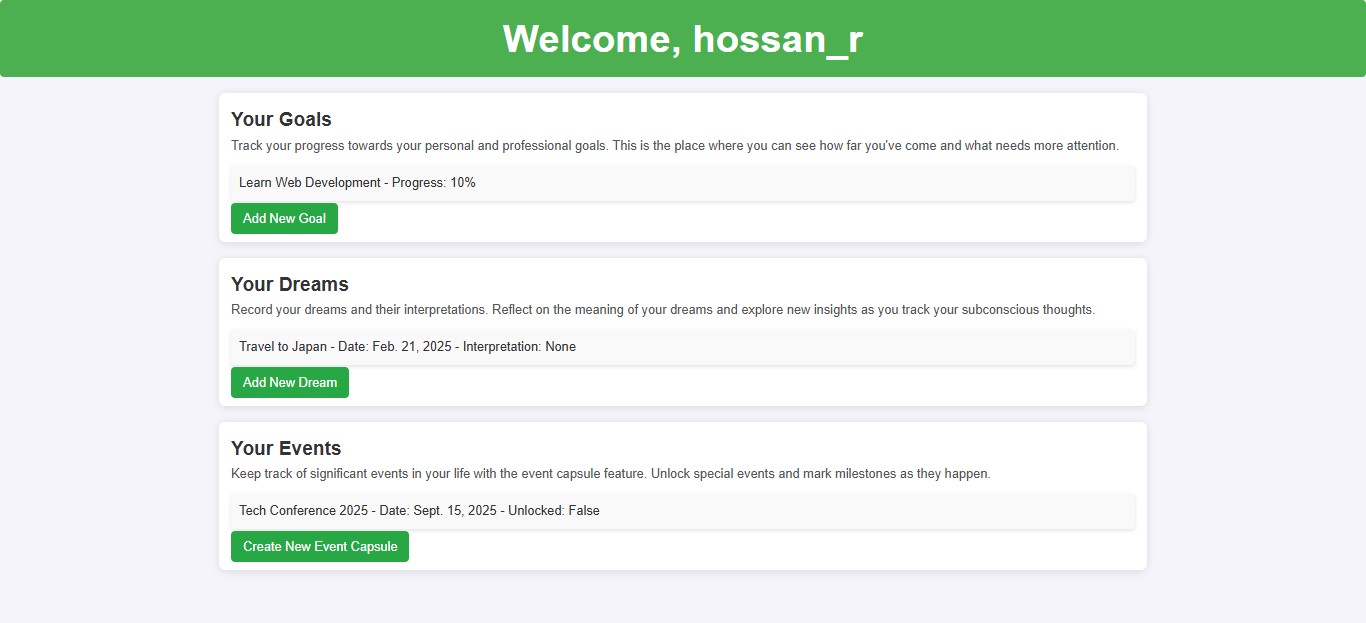 Welcome, hossan_r
Your Goals
Track your progress towards your personal and professional goals. This is the place where you can see how far you've come and what needs more attention.
Learn Web Development - Progress: 10%
Add New Goal
Your Dreams
Record your dreams and their interpretations. Reflect on the meaning of your dreams and explore new insights as you track your subconscious thoughts.
Travel to Japan - Date: Feb. 21, 2025 - Interpretation: None
Add New Dream
Your Events
Keep track of significant events in your life with the event capsule feature. Unlock special events and mark milestones as they happen.
Tech Conference 2025 - Date: Sept. 15, 2025 - Unlocked: False
Create New Event Capsule